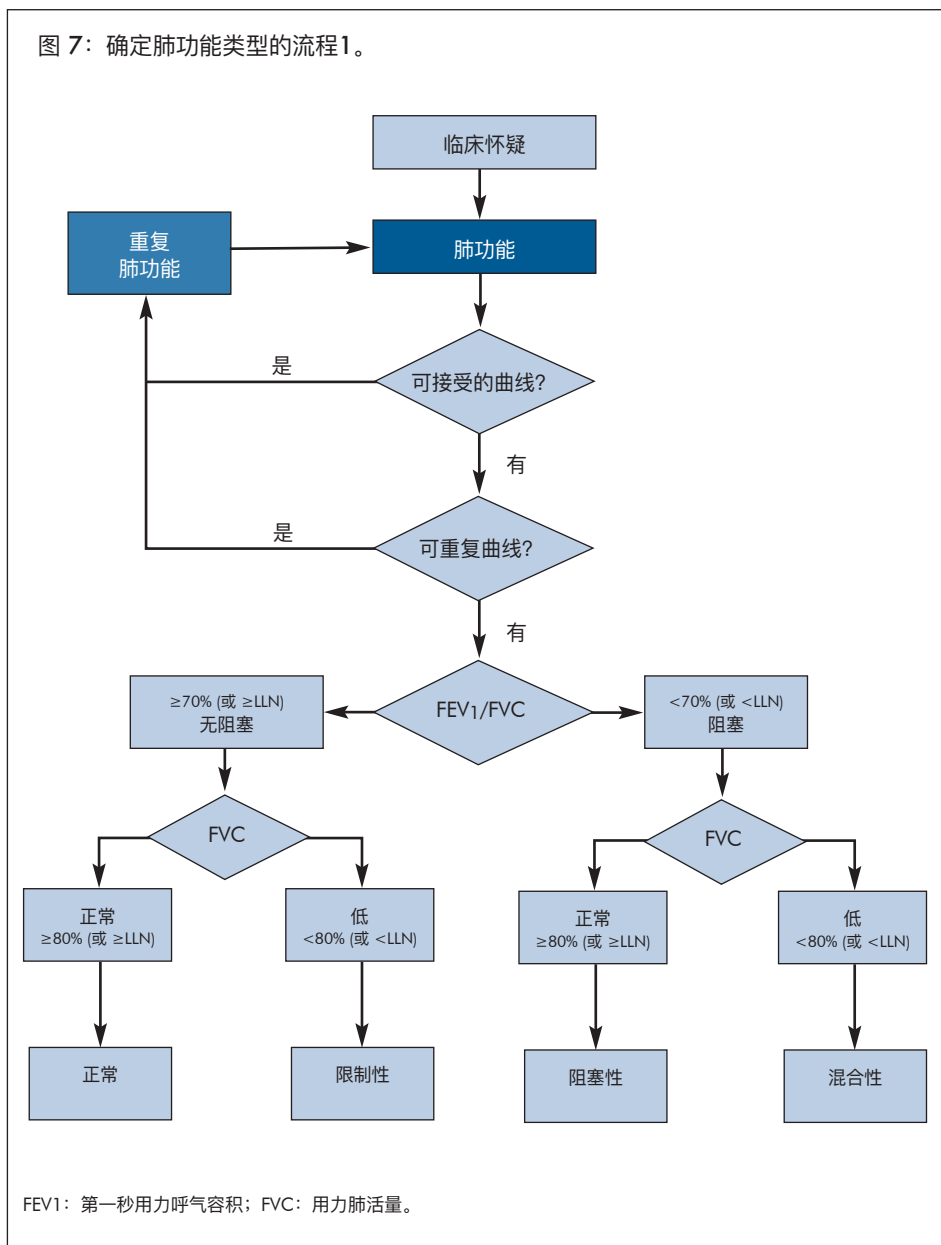 图 7：确定肺功能类型的流程1。
临床怀疑
重复
肺功能
肺功能
是
可接受的曲线？
有
是
可重复曲线？
有
≥70% (或 ≥LLN)
无阻塞
FEV1/FVC
<70% (或 <LLN)
阻塞
FVC
FVC
正常
≥80% (或 ≥LLN)
低
<80% (或 <LLN)
正常
≥80% (或 ≥LLN)
低
<80% (或 <LLN)
正常
限制性
阻塞性
混合性
FEV1：第一秒用力呼气容积；FVC：用力肺活量。